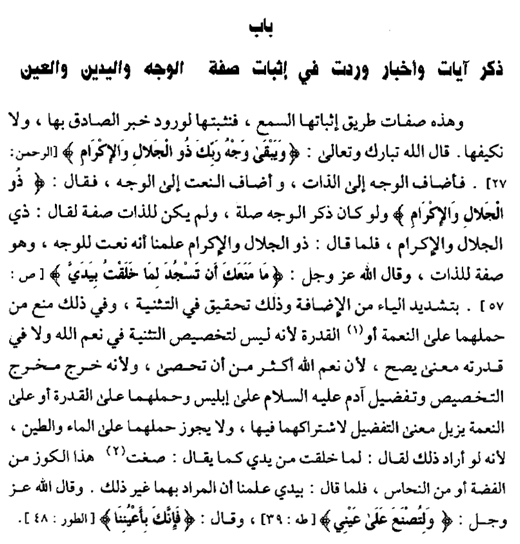 باب
ذكر آيات وأخبار وردت في إثبات صفة الوجه واليدين والعين
وهذه صفات طريق إثباتها السمع ، فنثبتها لورود خبر الصادق بها ، ولا
نكيفها . قال الله تبارك وتعالى : ﴿ وَيَبْقَىٰ وَجْهُ رَبِّكَ ذُو الْجَلَالِ وَالإِكْرَامِ ﴾ [الرحمن :
٢٧] . فأضاف الوجه إلى الذات ، وأضاف النعت إلى الوجه ، فقال : ﴿ ذُو
الْجَلَالِ وَالإِكْرَامِ ﴾ ولو كان ذكر الوجه صلة ، ولم يكن للذات صفة لقال : ذي
الجلال والإكرام ، فلما قال : ذو الجلال والإكرام علمنا أنه نعت للوجه ، وهو
صفة للذات ، وقال الله عز وجل : ﴿ مَا مَنَعَكَ أَن تَسْجُدَ لِمَا خَلَقْتُ بِيَدَيَّ ﴾ [ص :
٥٧] . بتشديد الياء من الإضافة وذلك تحقيق في التثنية ، وفي ذلك منع من
حملهما على النعمة أو (١) القدرة لأنه ليس لتخصيص التثنية في نعم الله ولا في
قدرته معنى يصح ، لأن نعم الله أكثر من أن تحصى ، ولأنه خرج مخرج
التخصيص وتفضيل آدم عليه السلام على إبليس وحملهما على القدرة أو على
النعمة يزيل معنى التفضيل لاشتراكهما فيها ، ولا يجوز حملهما على الماء والطين ،
لأنه لو أراد ذلك لقال : لما خلقت من يدي كما يقال : صغت (٢) هذا الكوز من
الفضة أو من النحاس ، فلما قال : بيدي علمنا أن المراد بهما غير ذلك . وقال الله عز
وجل : ﴿ وَلِتُصْنَعَ عَلَىٰ عَيْنِي ﴾ [طه : ٣٩] ، وقال : ﴿ فَإِنَّكَ بِأَعْيُنِنَا ﴾ [الطور : ٤٨] .